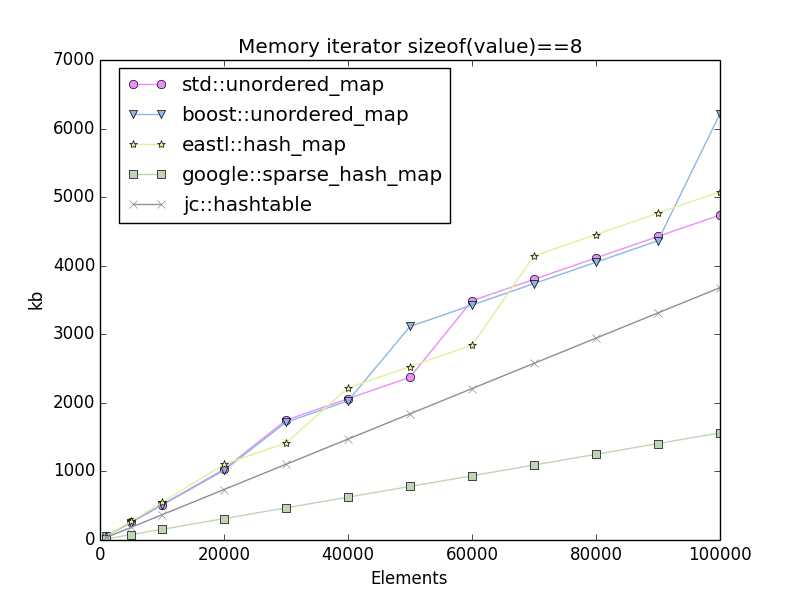 Memory iterator sizeof(value)==8
7000
6000
5000
4000
3000
2000
1000
0
kb
std::unordered_map
boost::unordered_map
eastl::hash_map
google::sparse_hash_map
jc::hashtable
0 20000 40000 60000 80000 100000
Elements